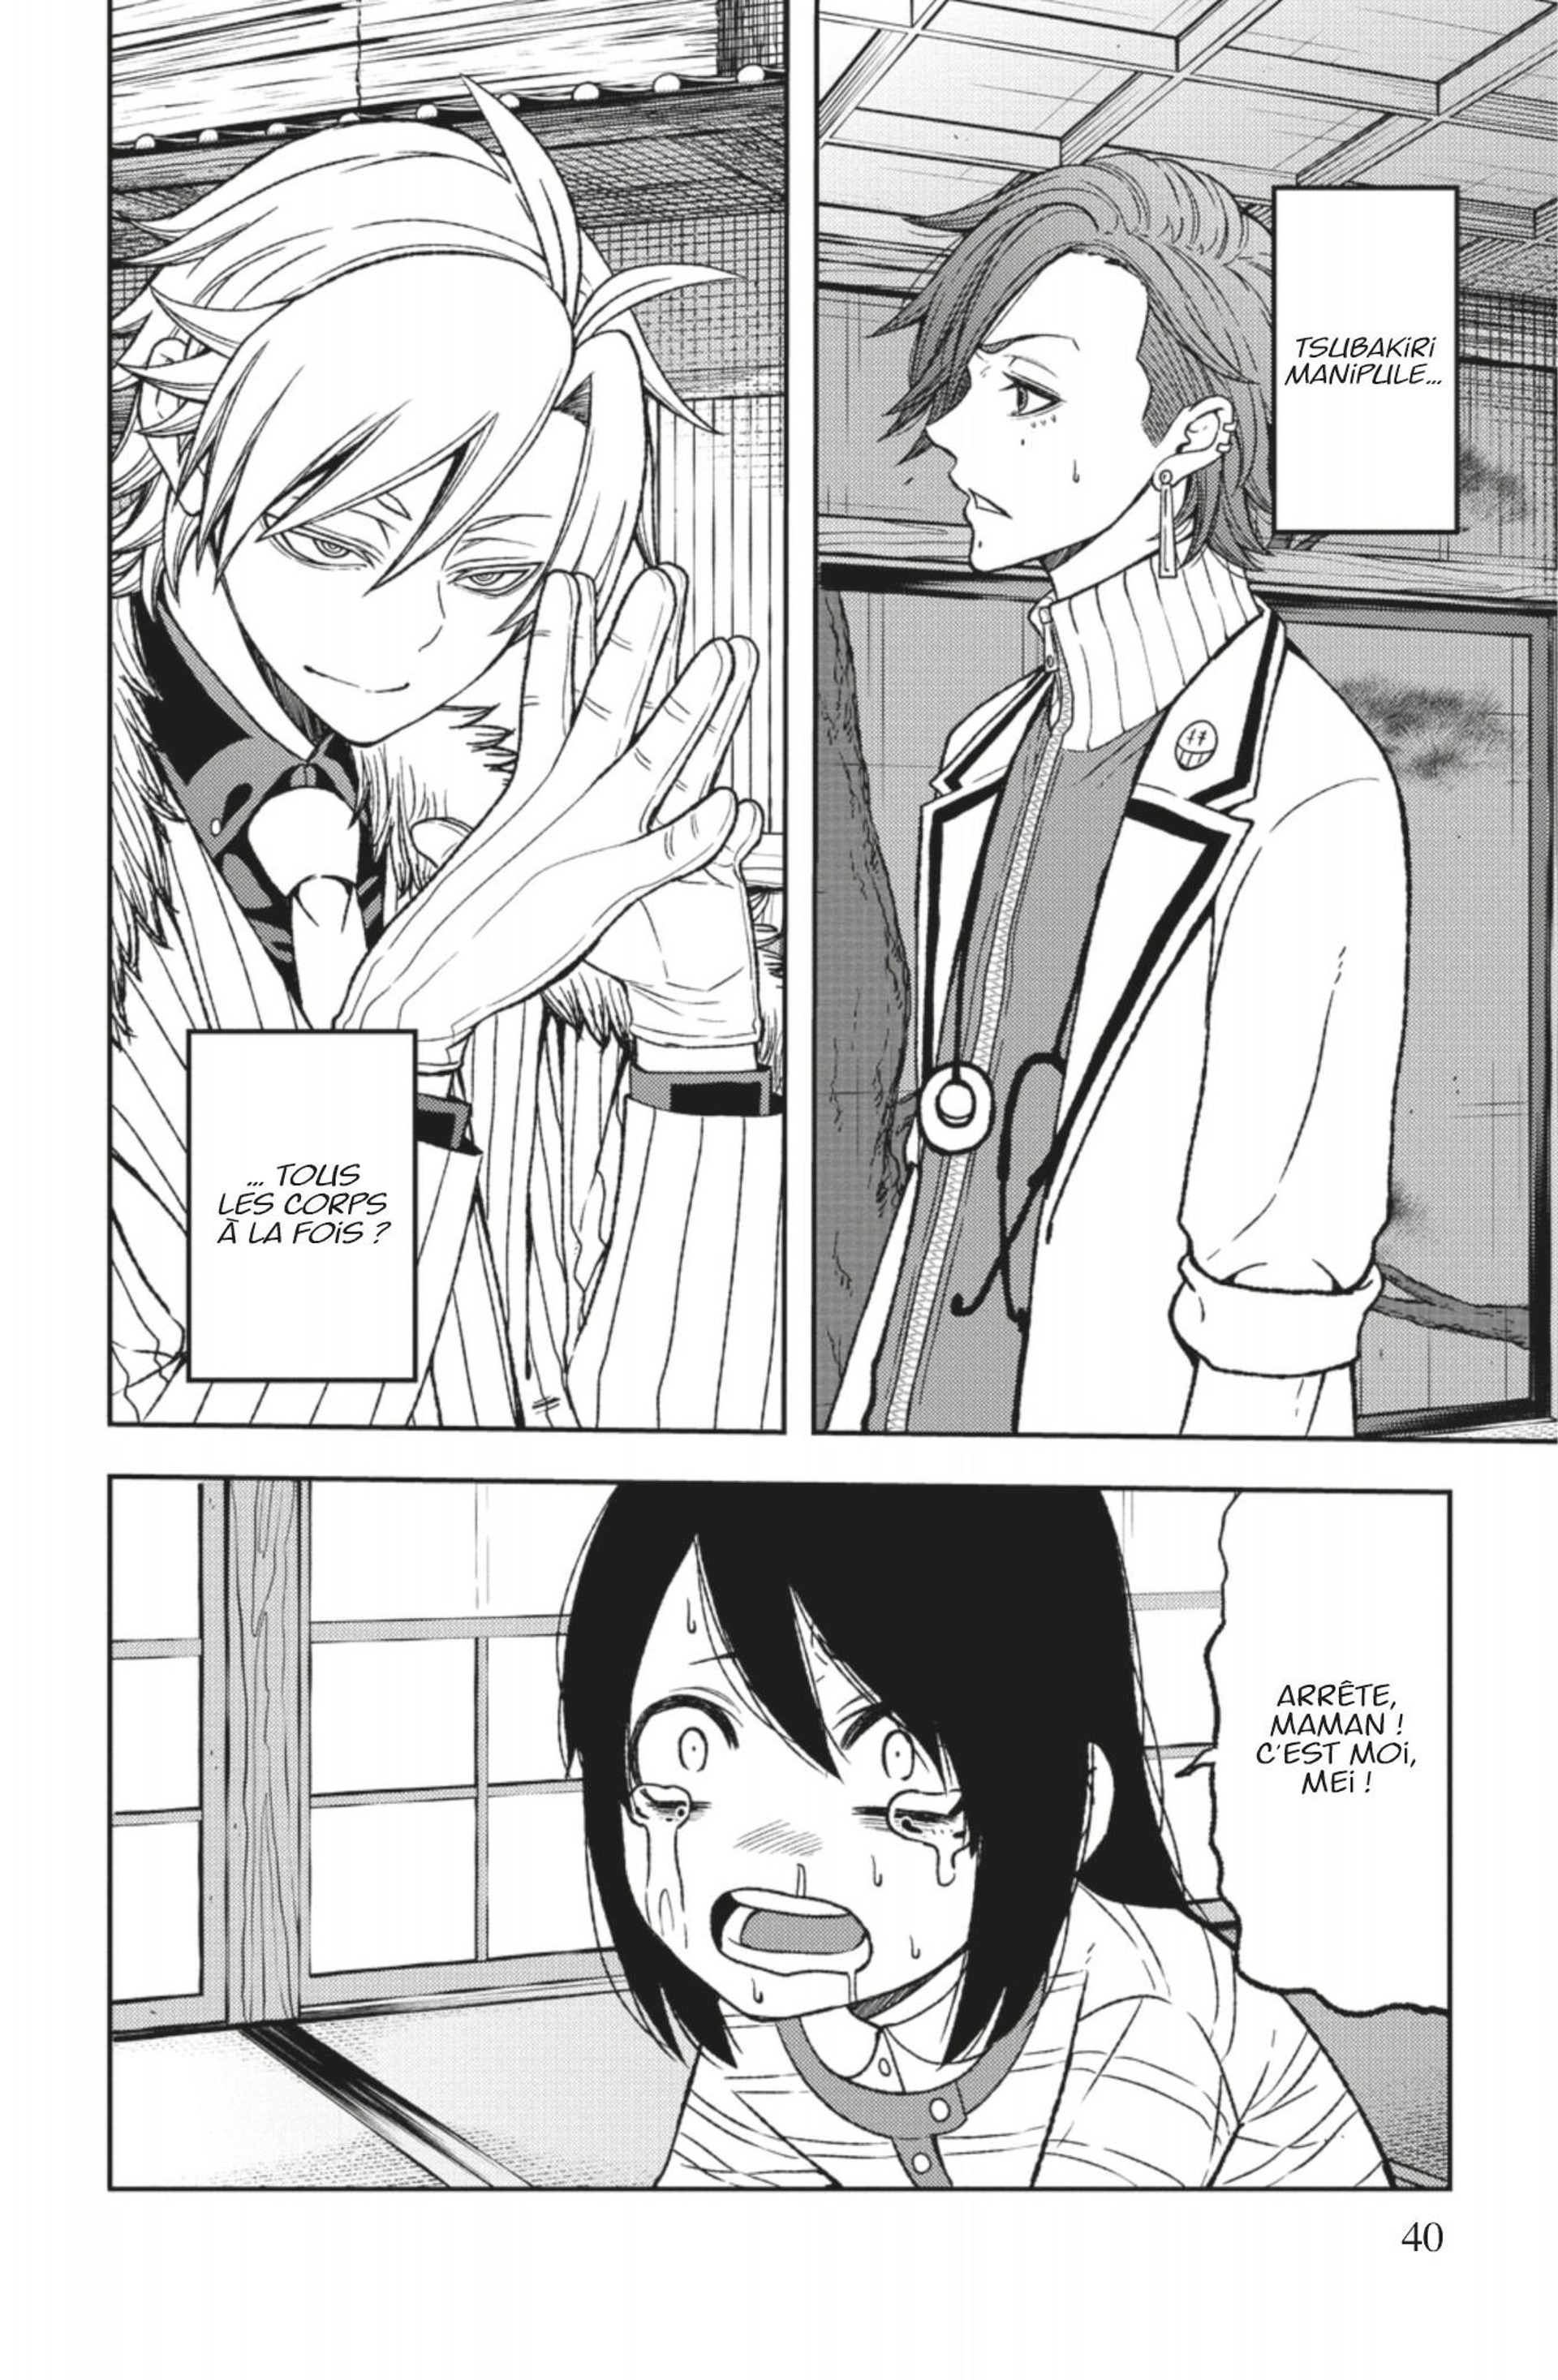 TSUBAKIRI
MANIPULE...
... TOUS
LES CORPS
À LA FOIS ?
ARRÊTE,
MAMAN !
C'EST MOI,
MEI !
40